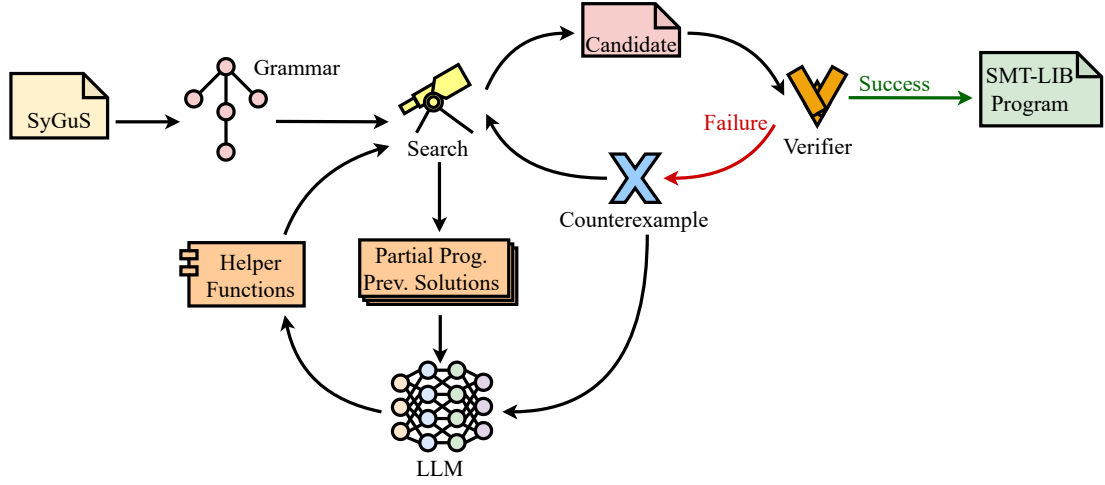 Candidate
Grammar
SyGuS
Search
Success
SMT-LIB
Program
Failure
Verifier
Counterexample
Helper
Functions
Partial Prog.
Prev. Solutions
LLM